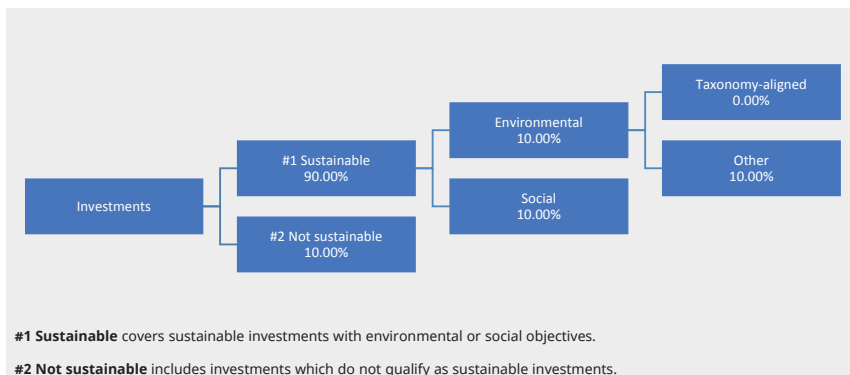 Investments
#1 Sustainable
90.00%
#2 Not sustainable
10.00%
Environmental
10.00%
Social
10.00%
Taxonomy-aligned
0.00%
Other
10.00%
#1 Sustainable covers sustainable investments with environmental or social objectives.
#2 Not sustainable includes investments which do not qualify as sustainable investments.